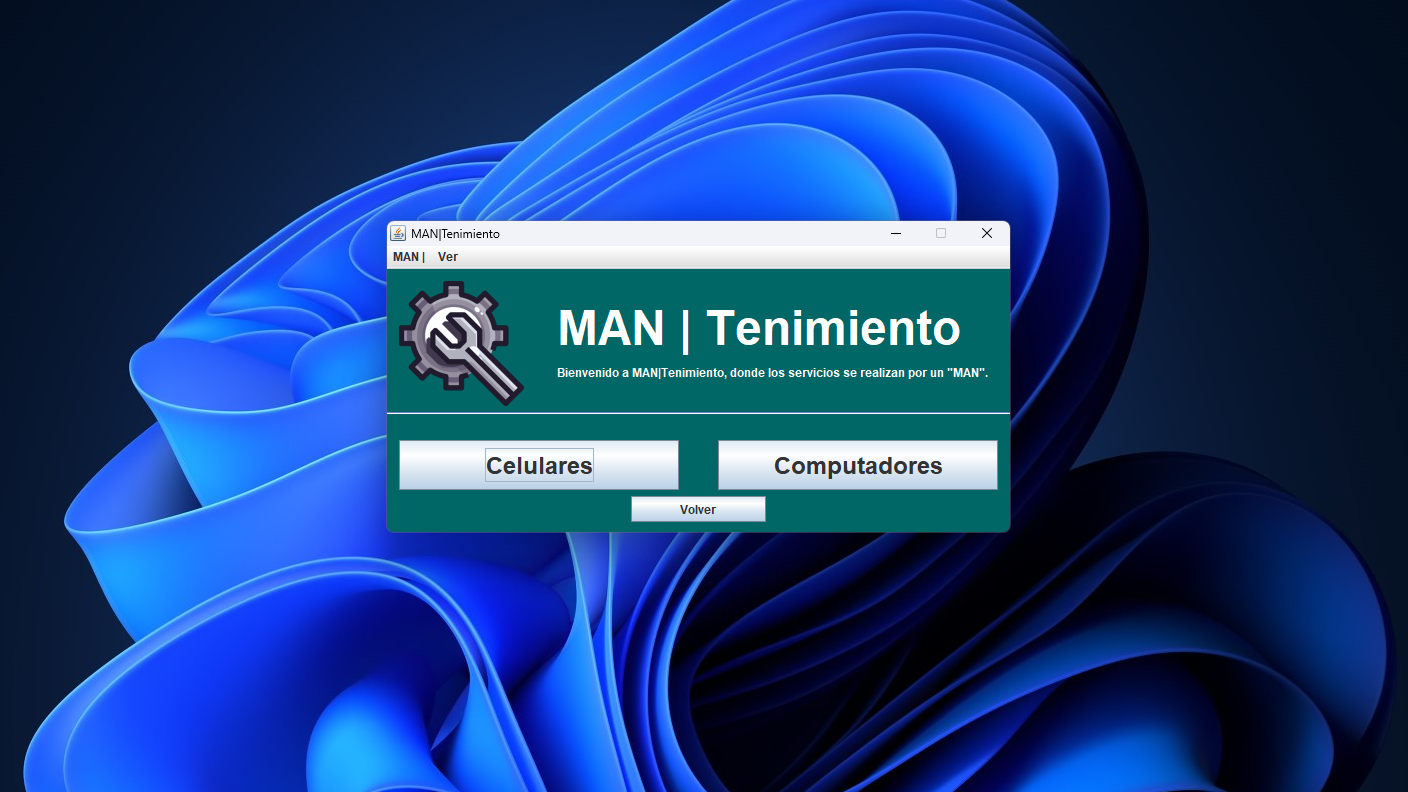 MAN|Tenimiento
MAN | Ver
MAN | Tenimiento
Bienvenido a MAN|Tenimiento, donde los servicios se realizan por un "MAN".
Celulares Computadores
Volver